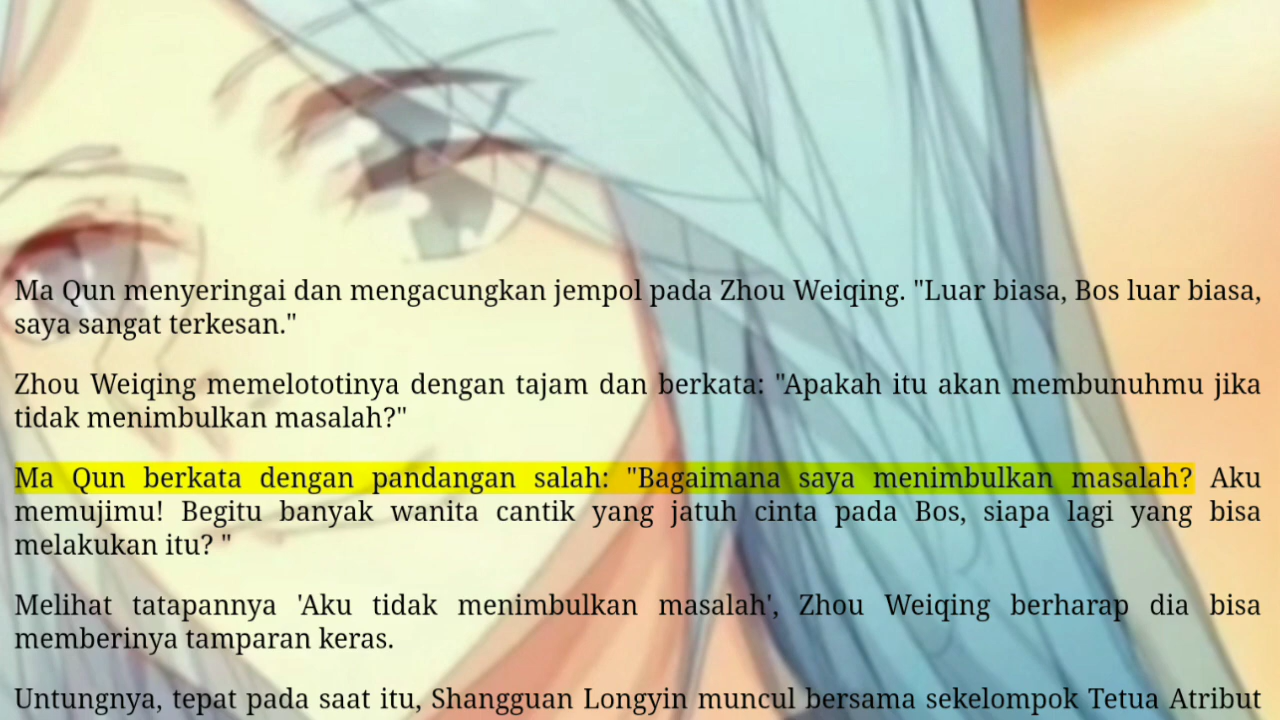 Ma Qun menyeringai dan mengacungkan jempol pada Zhou Weiqing. "Luar biasa, Bos luar biasa,
saya sangat terkesan."
Zhou Weiqing memelototinya dengan tajam dan berkata: "Apakah itu akan membunuhmu jika
tidak menimbulkan masalah?"
Ma Qun berkata dengan pandangan salah: "Bagaimana saya menimbulkan masalah? Aku
memujimu! Begitu banyak wanita cantik yang jatuh cinta pada Bos, siapa lagi yang bisa
melakukan itu? "
Melihat tatapannya 'Aku tidak menimbulkan masalah', Zhou Weiqing berharap dia bisa
memberinya tamparan keras.
Untungnya, tepat pada saat itu, Shangguan Longyin muncul bersama sekelompok Tetua Atribut